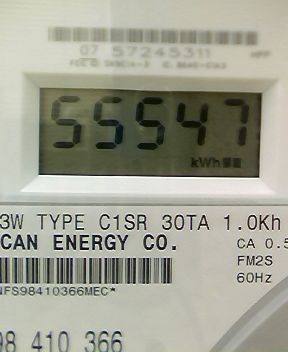 07 57245311
55547
kWh
3W TYPE C1SR 30TA 1.0Kh
CAN ENERGY CO.
CA 0.5
FM2S
60Hz
NFS98410366MEC*
98 410 366